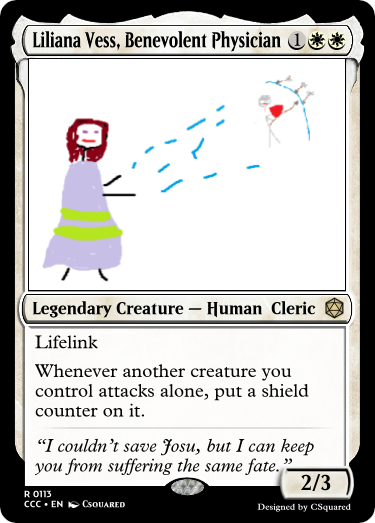 Liliana Vess, Benevolent Physician 1
Legendary Creature — Human Cleric
Lifelink
Whenever another creature you
control attacks alone, put a shield
counter on it.
“I couldn’t save Josu, but I can keep
you from suffering the same fate.”
2/3
R 0113
CCC • EN CSquared
Designed by CSquared